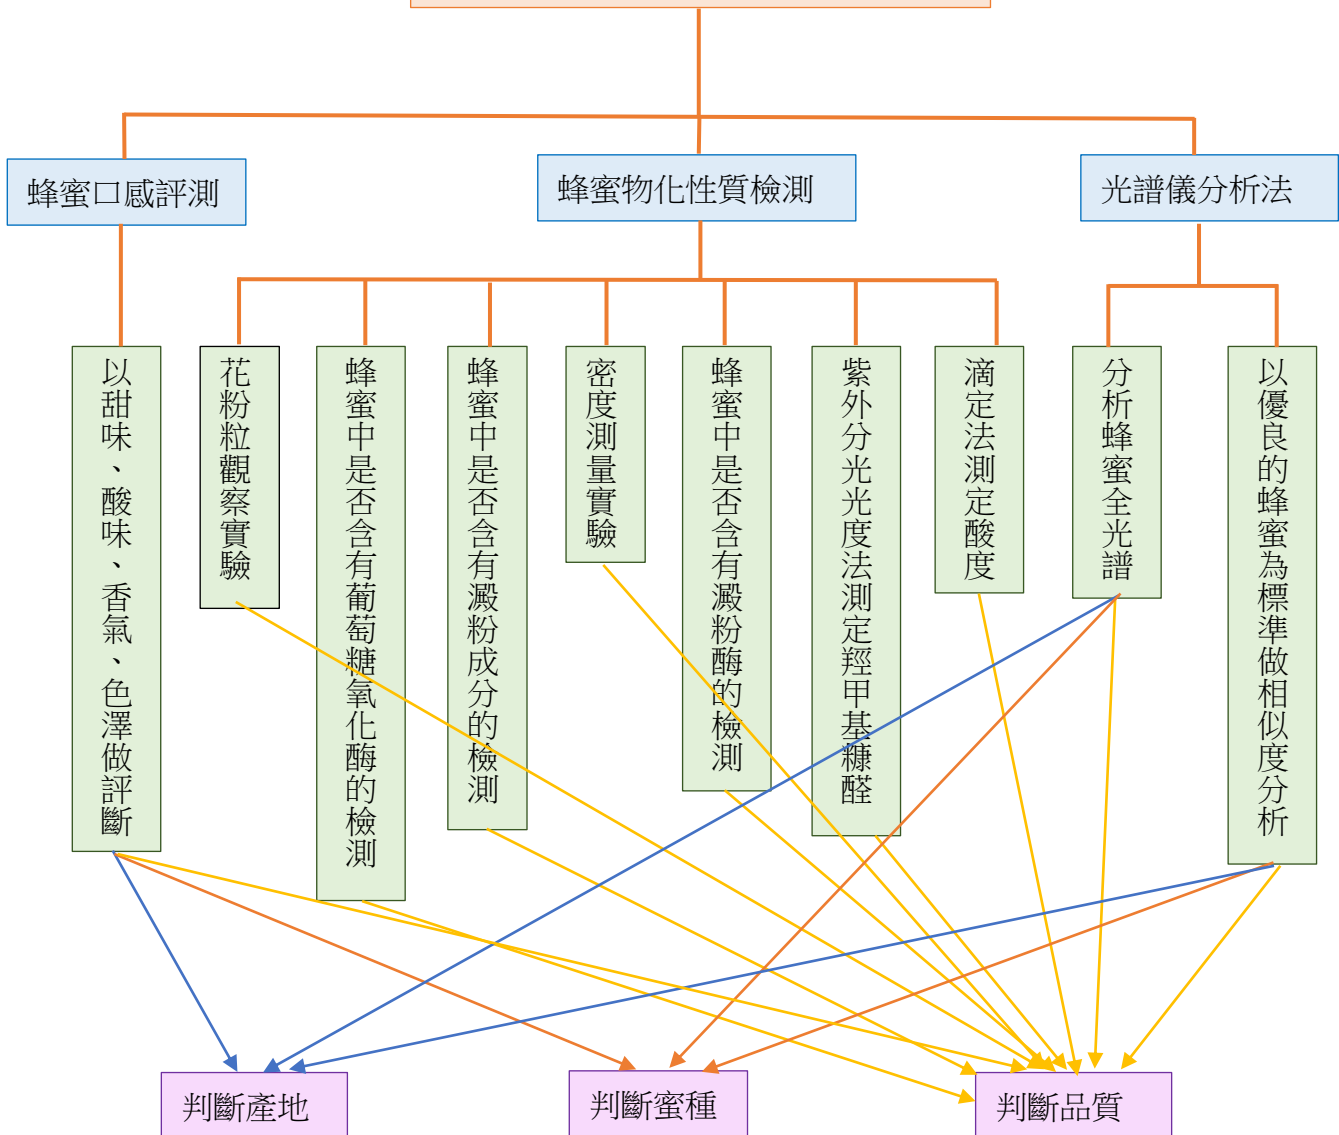 蜂蜜口感評測
蜂蜜物化性質檢測
光譜儀分析法
以甜味、酸味、香氣、色澤做評斷
花粉粒觀察實驗
蜂蜜中是否含有葡萄糖氧化酶的檢測
蜂蜜中是否含有澱粉成分的檢測
密度測量實驗
蜂蜜中是否含有澱粉酶的檢測
紫外分光光度法測定羥甲基糠醛
滴定法測定酸度
分析蜂蜜全光譜
以優良的蜂蜜為標準做相似度分析
判斷產地
判斷蜜種
判斷品質